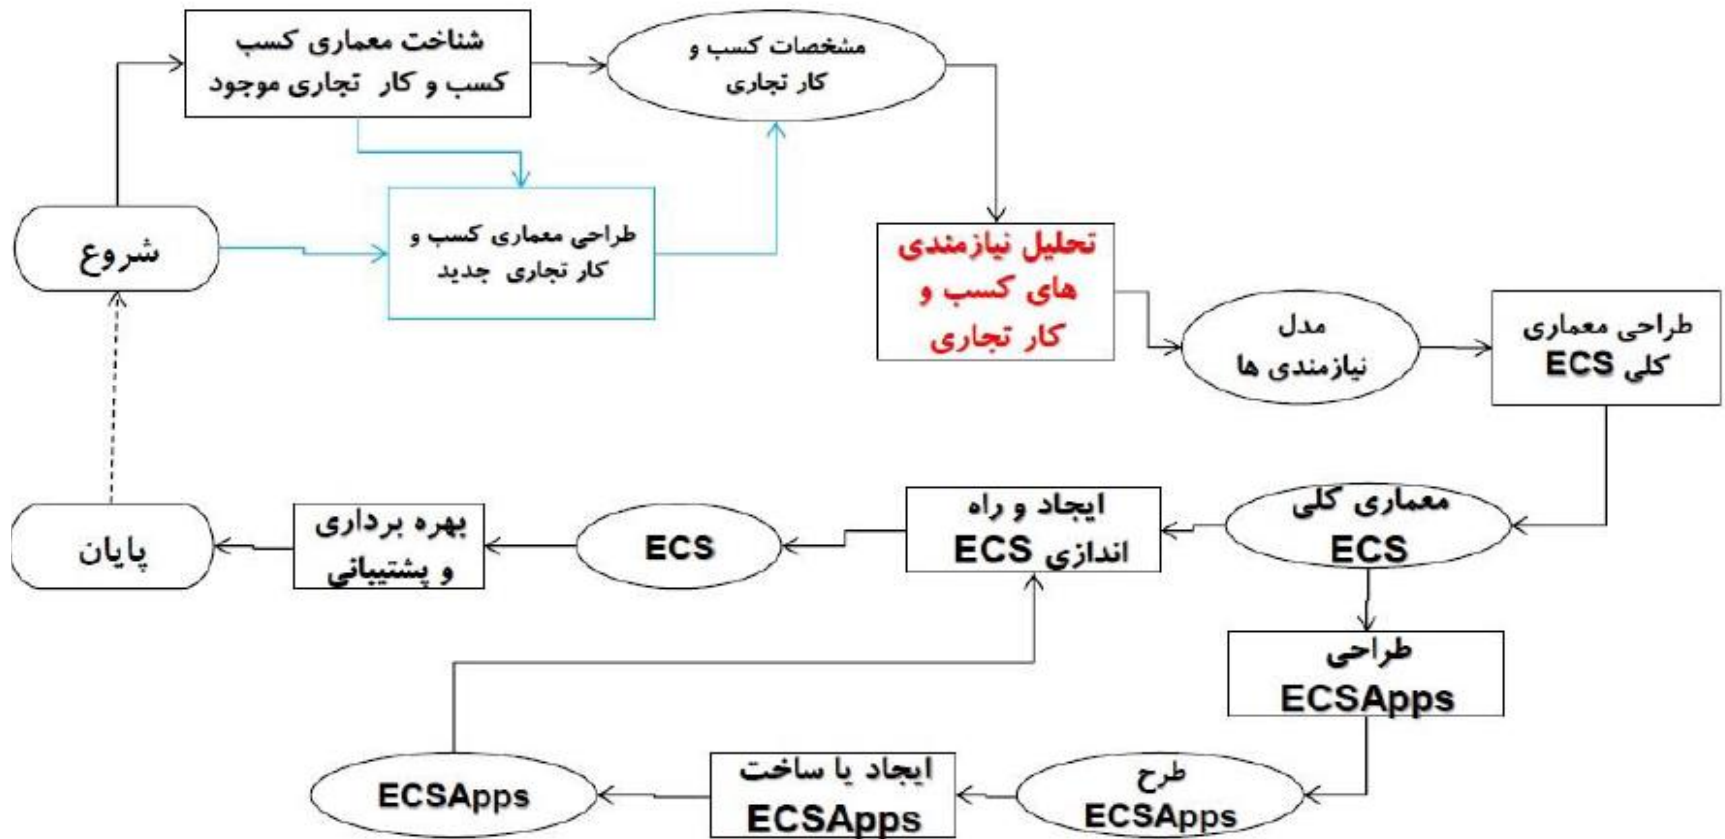 شناخت معماری کسب
کسب و کار تجاری موجود
مشخصات کسب و
کار تجاری
شروع
طراحی معماری کسب و
کار تجاری جدید
تحلیل نیازمندی
های کسب و
کار تجاری
مدل
نیازمندی ها
طراحی معماری
کلی ECS
معماری کلی
ECS
ایجاد و راه
اندازی ECS
ECS
بهره برداری
و پشتیبانی
پایان
طراحی
ECSApps
طرح
ECSApps
ایجاد یا ساخت
ECSApps
ECSApps